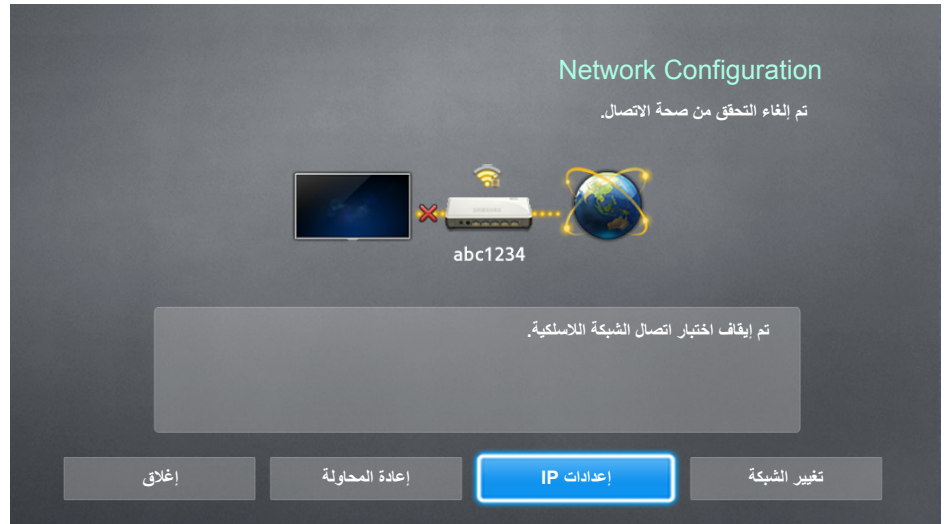 Network Configuration
تم إلغاء التحقق من صحة الاتصال.
SAMSUNG
abc1234
تم إيقاف اختبار اتصال الشبكة اللاسلكية.
تغيير الشبكة
إعدادات IP
إعادة المحاولة
إغلاق